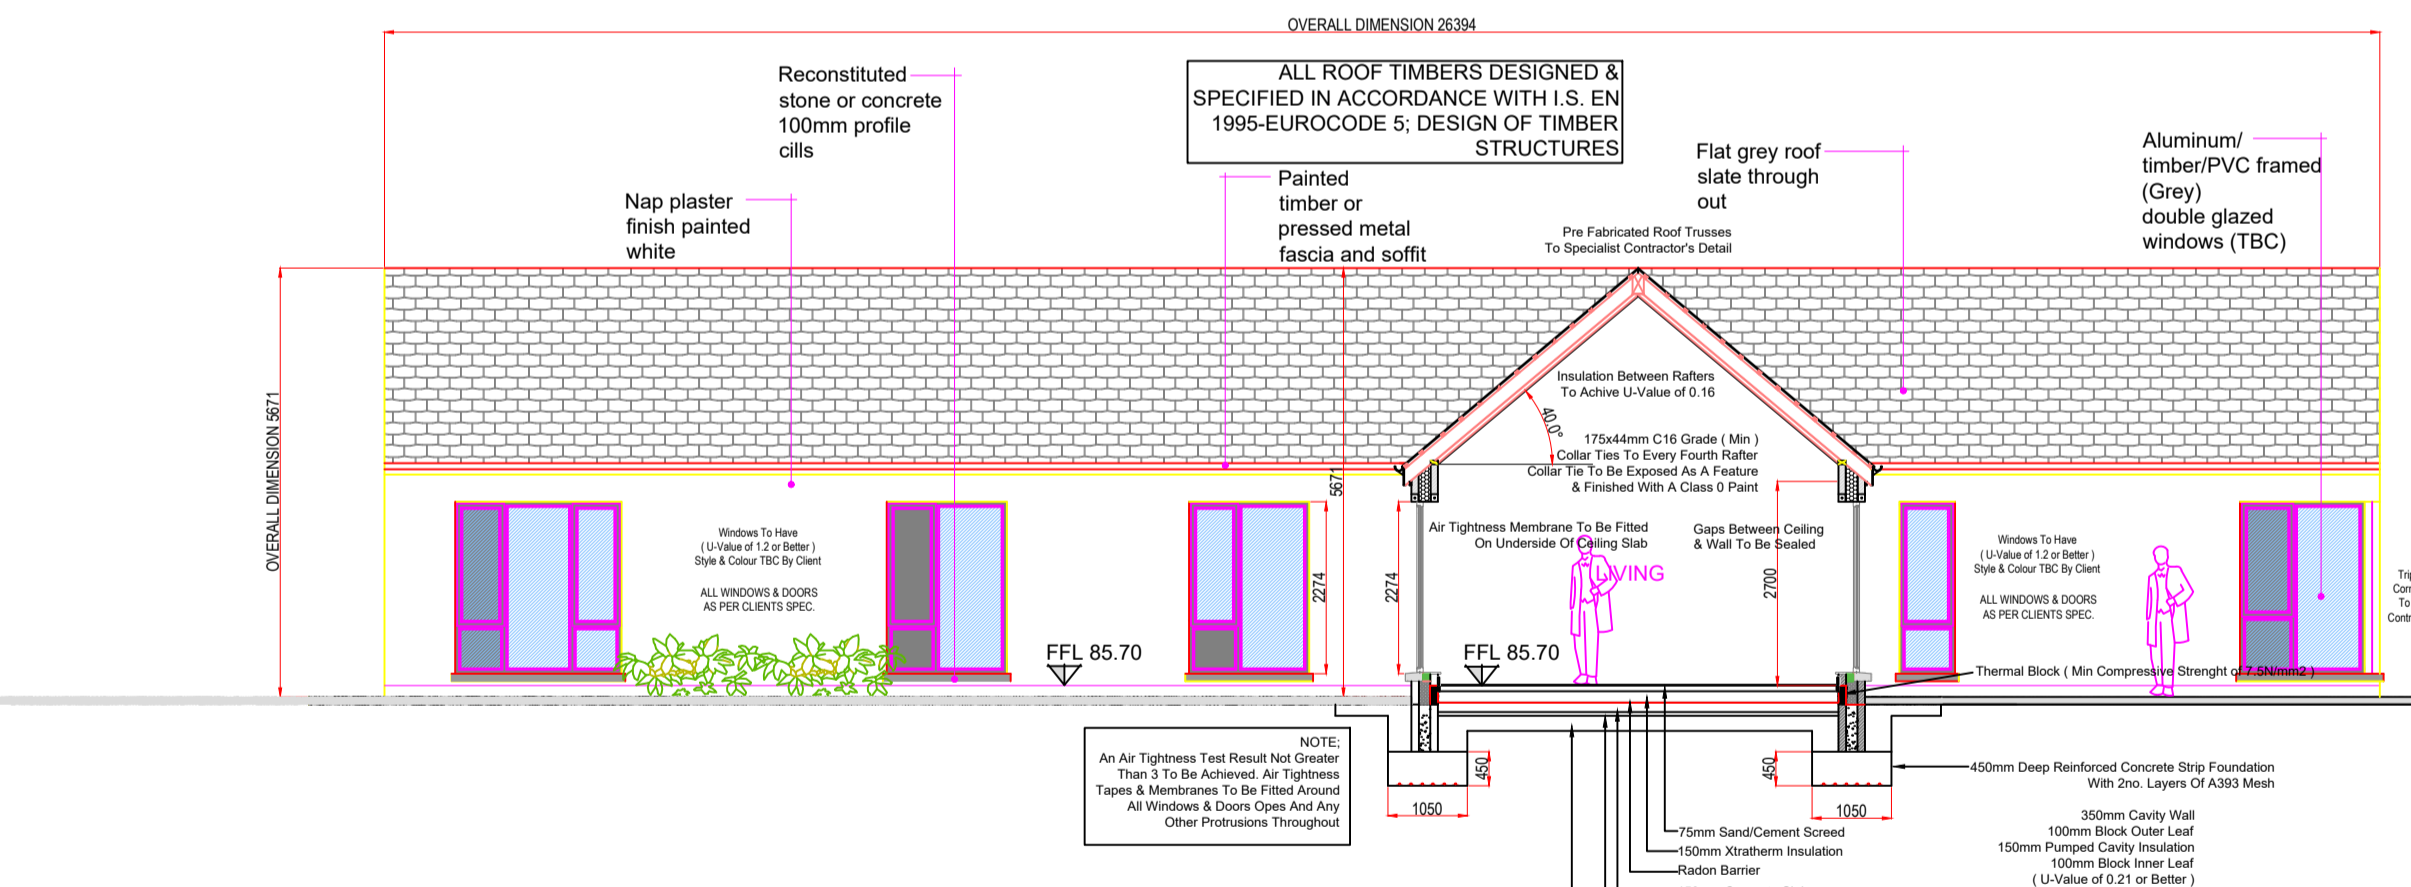 OVERALL DIMENSION 26394
Reconstituted
stone or concrete
100mm profile
cills
ALL ROOF TIMBERS DESIGNED &
SPECIFIED IN ACCORDANCE WITH I.S. EN
1995-EUROCODE 5; DESIGN OF TIMBER
STRUCTURES
Flat grey roof
slate through
out
Aluminum/
timber/PVC framed
(Grey)
double glazed
windows (TBC)
Nap plaster
finish painted
white
Painted
timber or
pressed metal
fascia and soffit
Pre Fabricated Roof Trusses
To Specialist Contractor's Detail
OVERALL DIMENSION 5671
5671
Insulation Between Rafters
To Achive U-Value of 0.16
40.0°
175x44mm C16 Grade ( Min )
Collar Ties To Every Fourth Rafter
Collar Tie To Be Exposed As A Feature
& Finished With A Class 0 Paint
Windows To Have
( U-Value of 1.2 or Better )
Style & Colour TBC By Client
ALL WINDOWS & DOORS
AS PER CLIENTS SPEC.
2274
2274
Air Tightness Membrane To Be Fitted
On Underside Of Ceiling Slab
Gaps Between Ceiling
& Wall To Be Sealed
LIVING
2700
Windows To Have
( U-Value of 1.2 or Better )
Style & Colour TBC By Client
ALL WINDOWS & DOORS
AS PER CLIENTS SPEC.
To
FFL 85.70
FFL 85.70
Thermal Block ( Min Compressive Strenght of 7.5N/mm2 )
NOTE;
An Air Tightness Test Result Not Greater
Than 3 To Be Achieved. Air Tightness
Tapes & Membranes To Be Fitted Around
All Windows & Doors Opes And Any
Other Protrusions Throughout
450
1050
450
1050
450mm Deep Reinforced Concrete Strip Foundation
With 2no. Layers Of A393 Mesh
75mm Sand/Cement Screed
150mm Xtratherm Insulation
Radon Barrier
350mm Cavity Wall
100mm Block Outer Leaf
150mm Pumped Cavity Insulation
100mm Block Inner Leaf
( U-Value of 0.21 or Better )